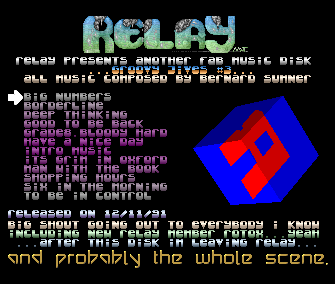 RELAY
RELAY PRESENTS ANOTHER FAB MUSIC DISK
...GROOVY JIVES #3...
ALL MUSIC COMPOSED BY BERNARD SUMNER
BIG NUMBERS
BORDERLINE
DEEP THINKING
GOOD TO BE BACK
GRABEB BLOODY HARD
HAVE A NICE DAY
INTRO MUSIC
ITS GRIM IN OXFORD
MAN WITH THE BOOK
SHOPPING HOURS
SIX IN THE MORNING
TO BE IN CONTROL
RELEASED ON 12/11/91
BIG SHOUT GOING OUT TO EVERYBODY I KNOW
INCLUDING NEW RELAY MEMBER ROTOX...YEAH
...AFTER THIS DISK IM LEAVING RELAY...
and probably the whole scene.